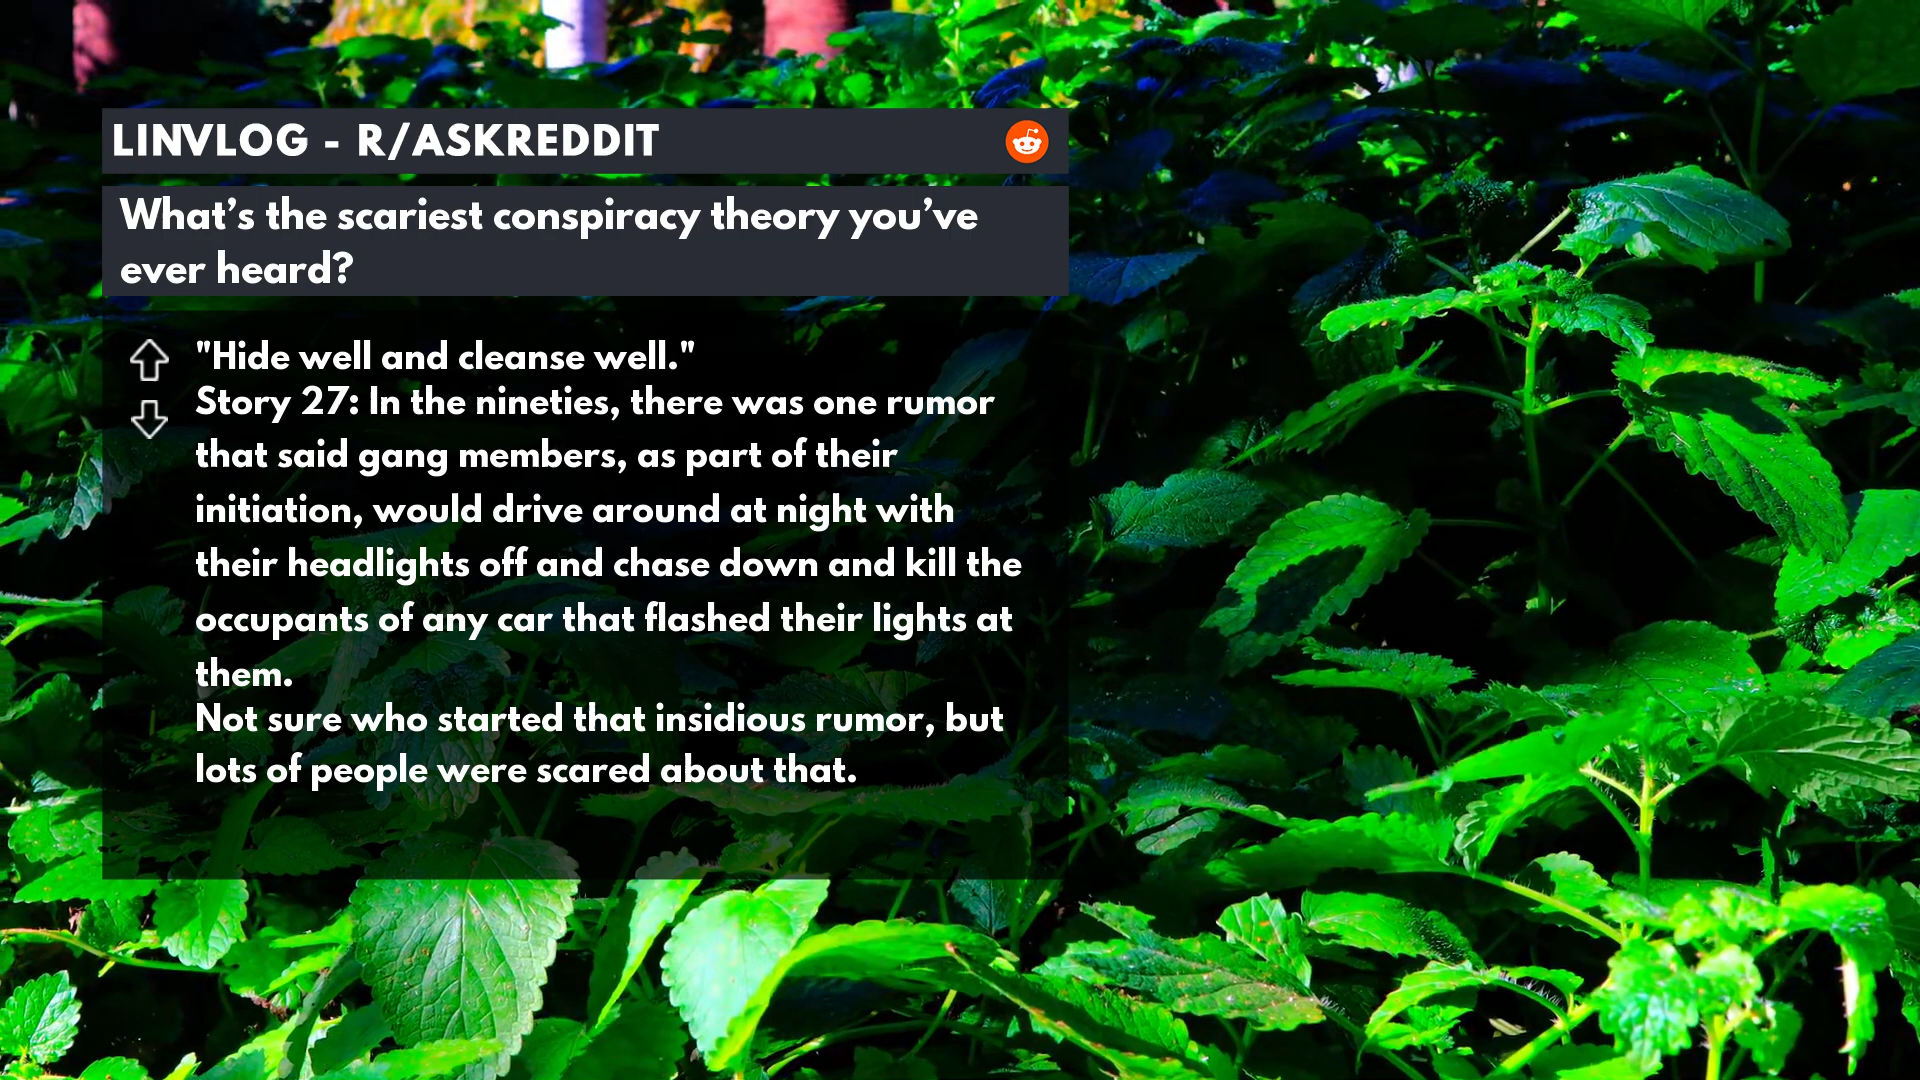 LINVLOG - R/ASKREDDIT
What’s the scariest conspiracy theory you’ve
ever heard?
"Hide well and cleanse well."
Story 27: In the nineties, there was one rumor
that said gang members, as part of their
initiation, would drive around at night with
their headlights off and chase down and kill the
occupants of any car that flashed their lights at
them.
Not sure who started that insidious rumor, but
lots of people were scared about that.